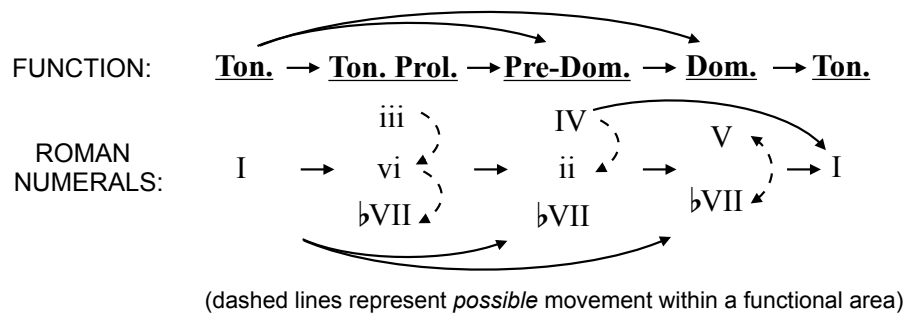 FUNCTION: Ton. Ton. Prol. Pre-Dom. Dom. Ton.
iii IV
ROMAN V
NUMERALS: I vi ii I
♭VII ♭VII ♭VII
(dashed lines represent possible movement within a functional area)